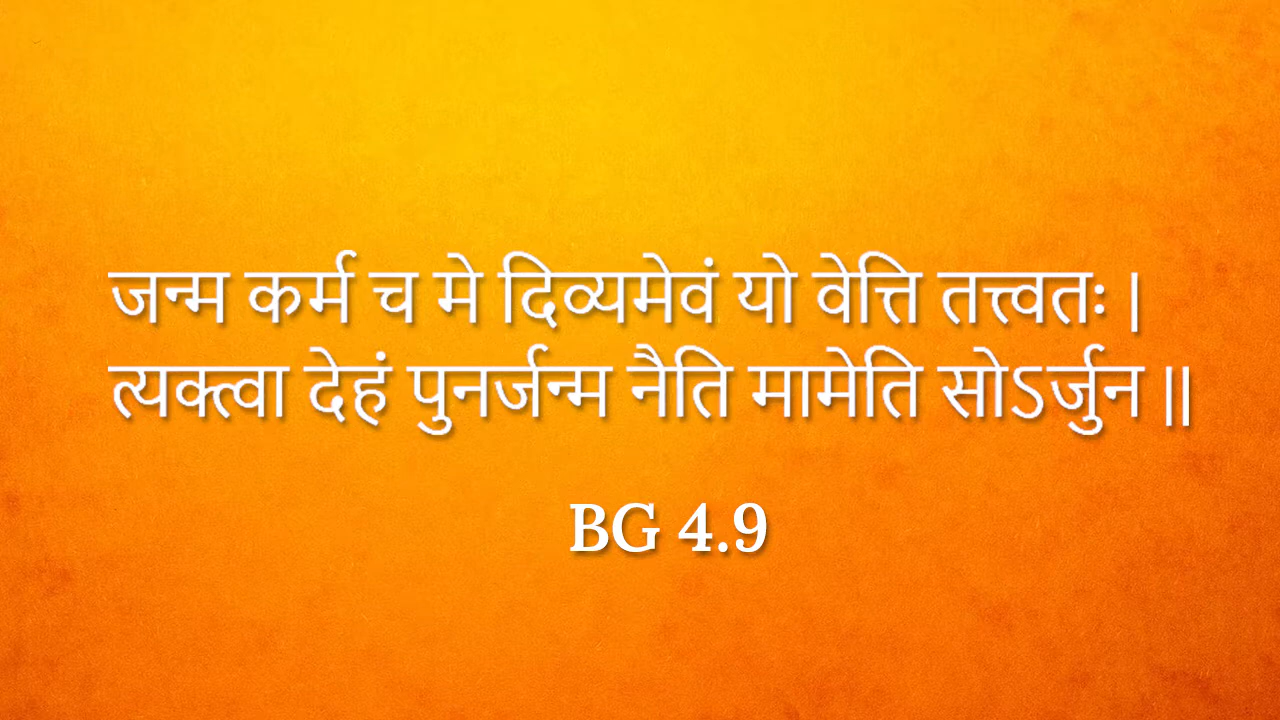 जन्म कर्म च मे दिव्यमेवं यो वेत्ति तत्त्वतः |
त्यक्त्वा देहं पुनर्जन्म नैति मामेति सोऽर्जुन ||
BG 4.9